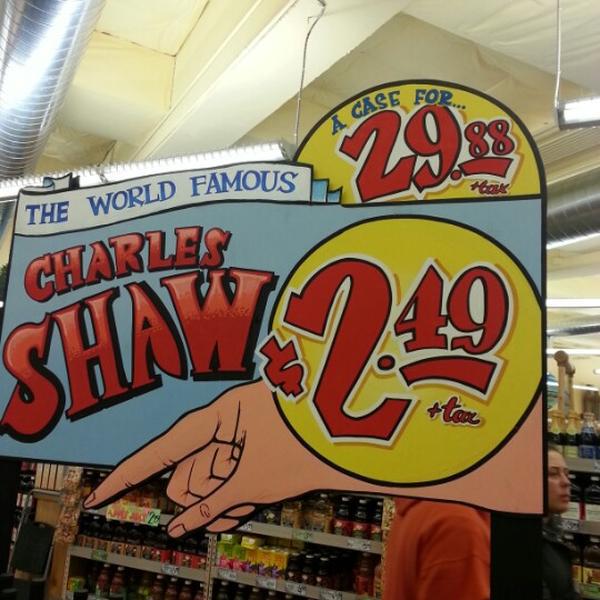 A CASE FOR...
29.88
+tax
THE WORLD FAMOUS
CHARLES
SHAW
$2.49
+tax